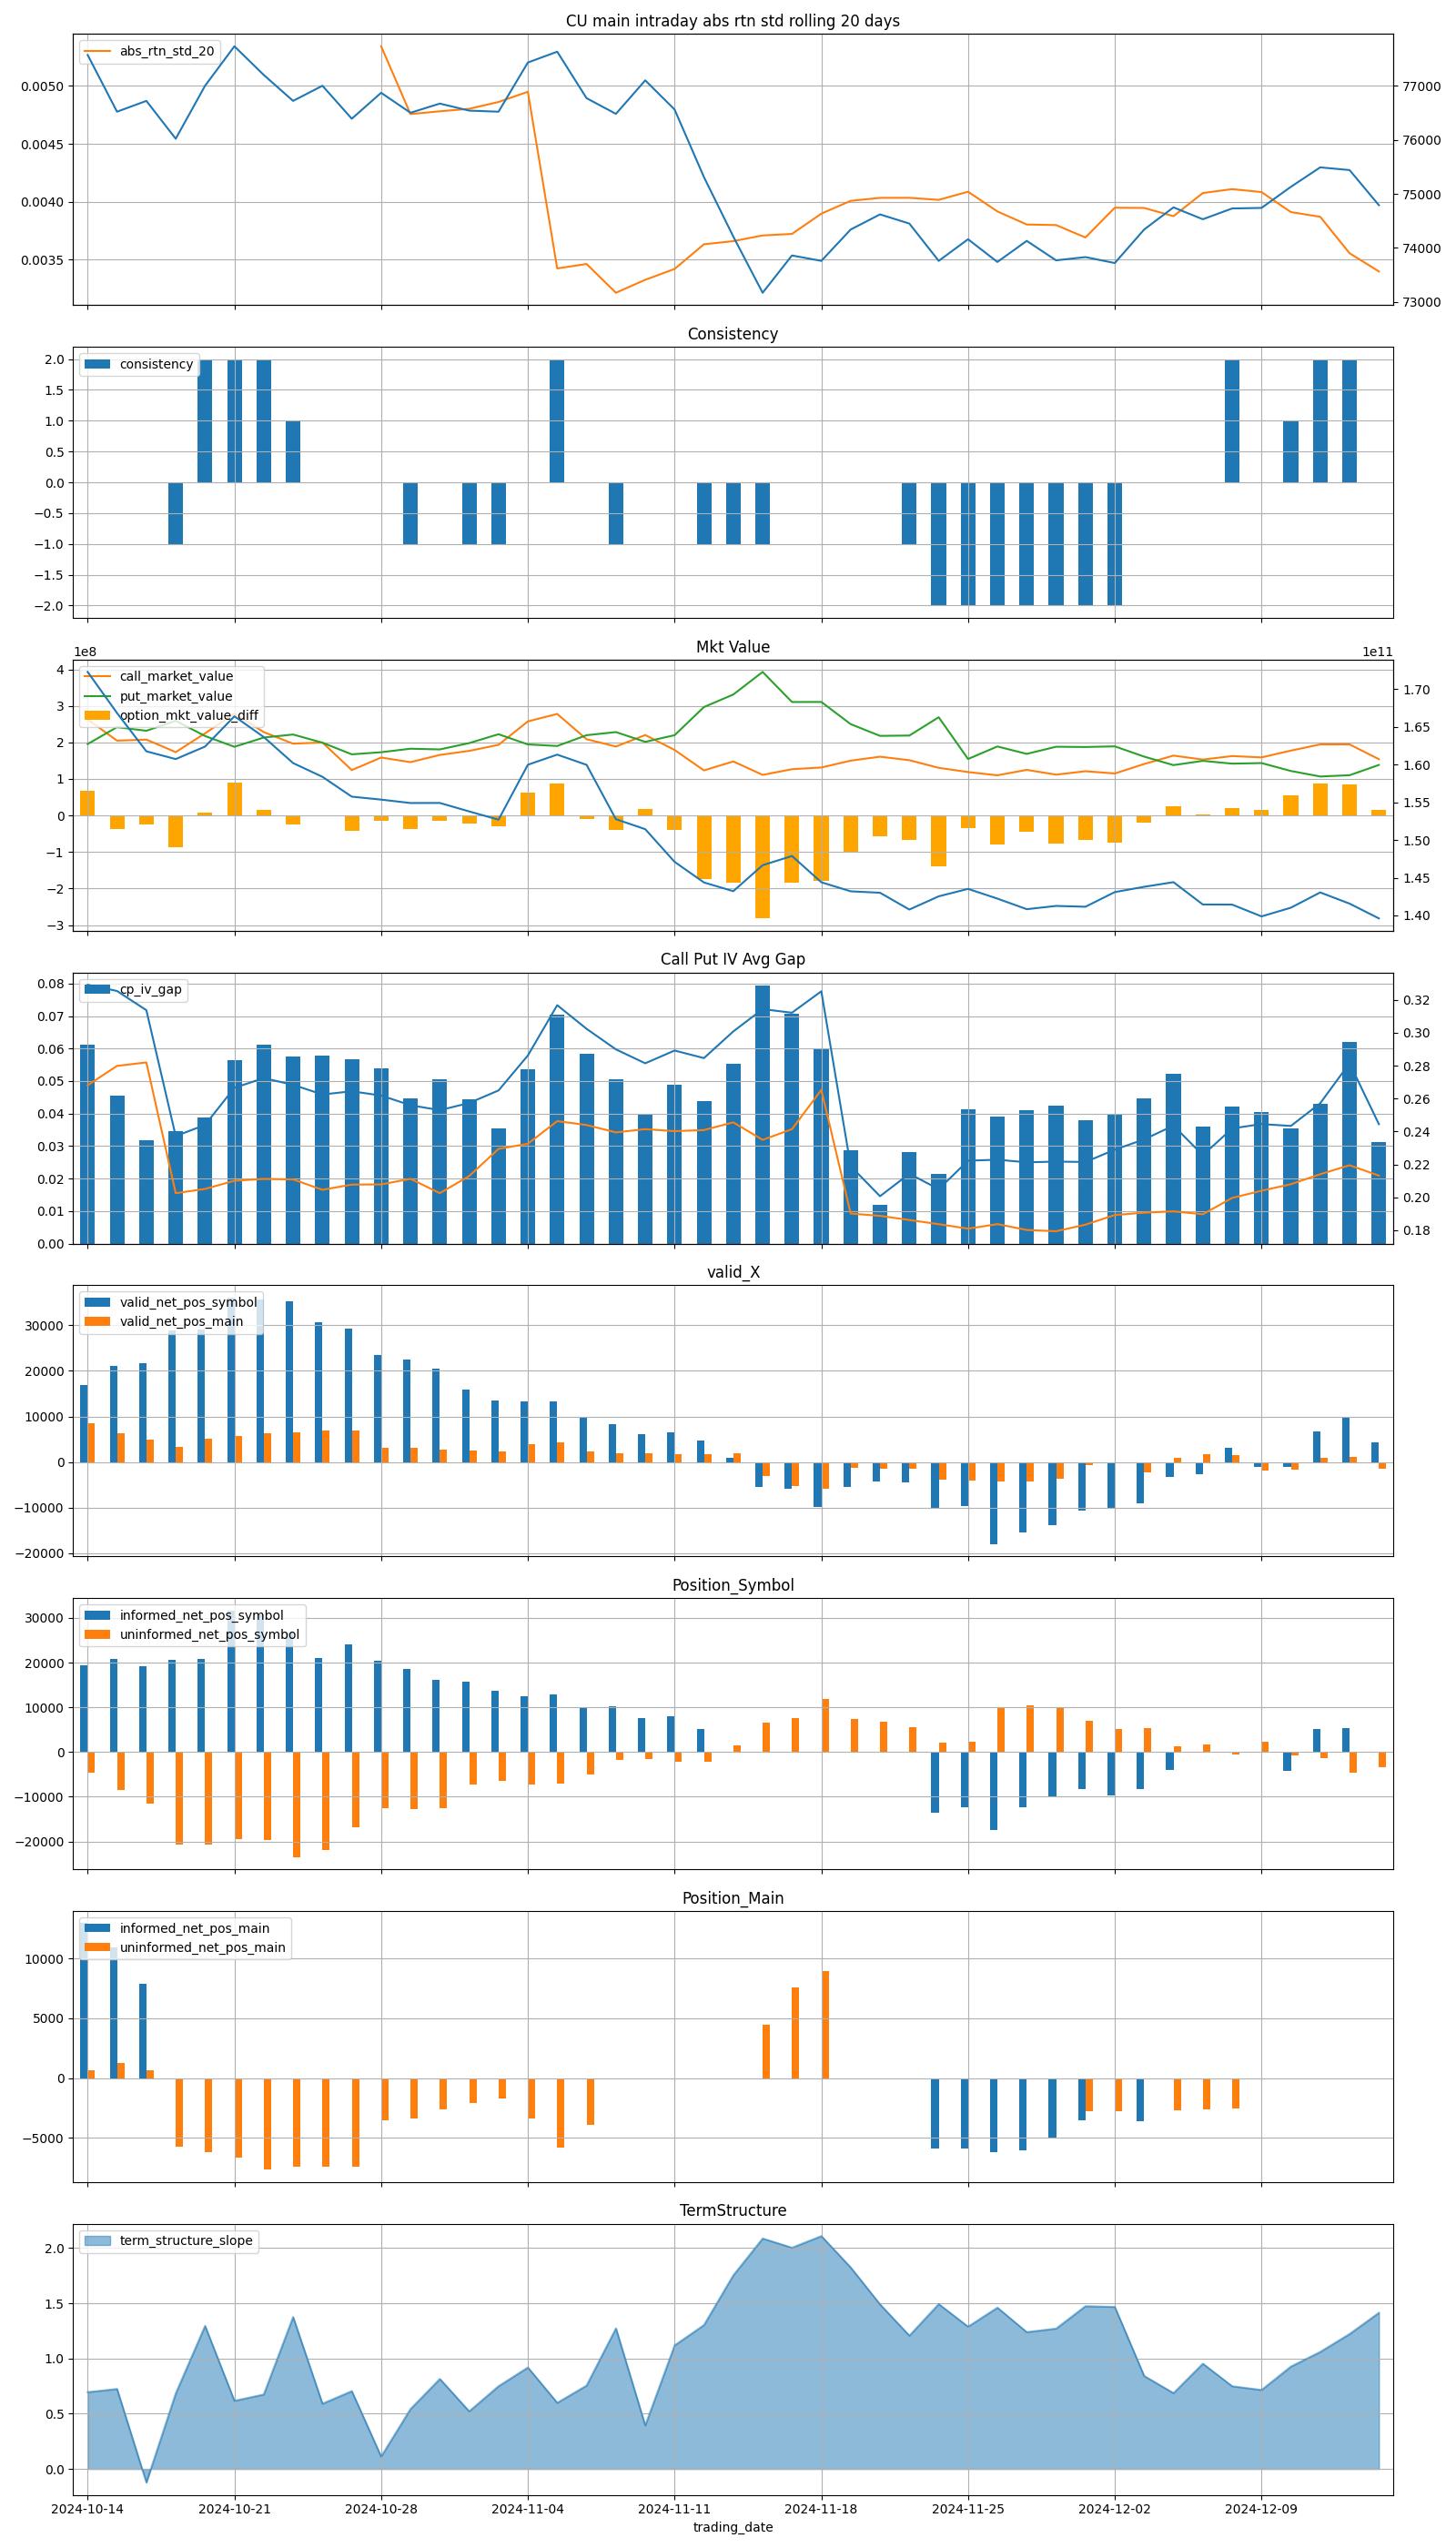 CU main intraday abs rtn std rolling 20 days
abs_rtn_std_20
0.0050
0.0045
0.0040
0.0035
77000
76000
75000
74000
73000
Consistency
consistency
2.0
1.5
1.0
0.5
0.0
−0.5
−1.0
−1.5
−2.0
Mkt Value
1e8
1e11
call_market_value
put_market_value
option_mkt_value_diff
4
3
2
1
0
−1
−2
−3
1.70
1.65
1.60
1.55
1.50
1.45
1.40
Call Put IV Avg Gap
cp_iv_gap
0.08
0.07
0.06
0.05
0.04
0.03
0.02
0.01
0.00
0.32
0.30
0.28
0.26
0.24
0.22
0.20
0.18
valid_X
valid_net_pos_symbol
valid_net_pos_main
30000
20000
10000
0
−10000
−20000
Position_Symbol
informed_net_pos_symbol
uninformed_net_pos_symbol
30000
20000
10000
0
−10000
−20000
Position_Main
informed_net_pos_main
uninformed_net_pos_main
10000
5000
0
−5000
TermStructure
term_structure_slope
2.0
1.5
1.0
0.5
0.0
2024-10-14 2024-10-21 2024-10-28 2024-11-04 2024-11-11 2024-11-18 2024-11-25 2024-12-02 2024-12-09
trading_date